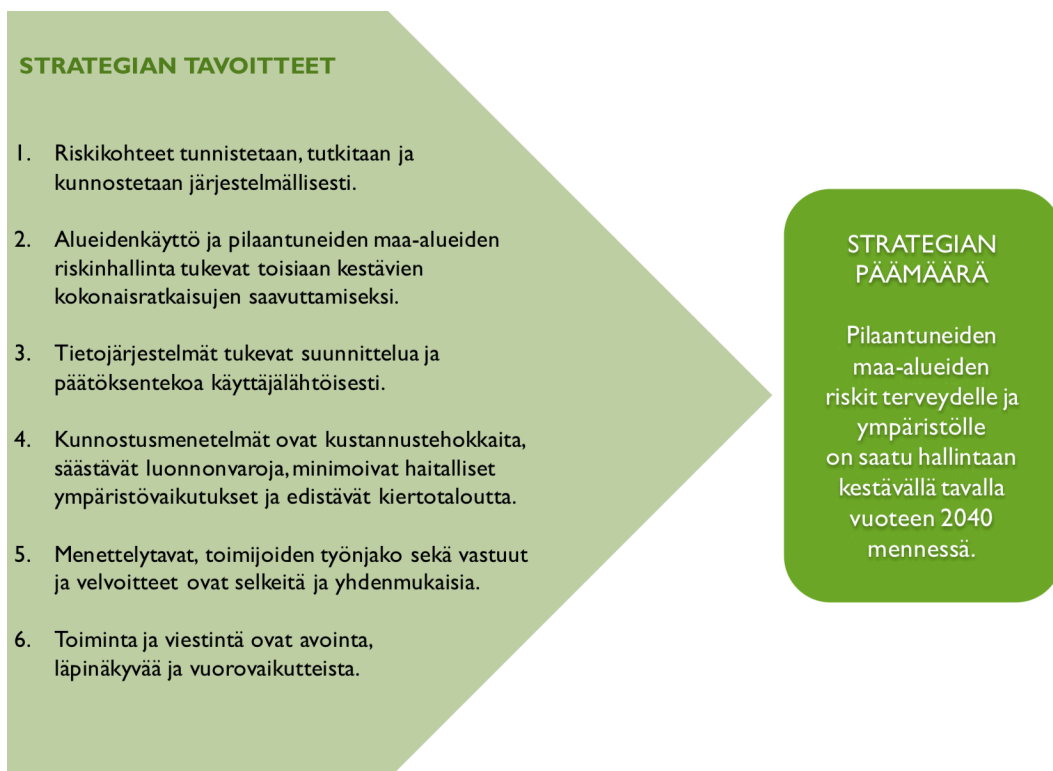 STRATEGIAN TAVOITTEET
1. Riskikohteet tunnistetaan, tutkitaan ja
kunnostetaan järjestelmällisesti.
2. Alueidenkäyttö ja pilaantuneiden maa-alueiden
riskinhallinta tukevat toisiaan kestävien
kokonaisratkaisujen saavuttamiseksi.
3. Tietojärjestelmät tukevat suunnittelua ja
päätöksentekoa käyttäjälähtöisesti.
4. Kunnostusmenetelmät ovat kustannustehokkaita,
säästävät luonnonvaroja, minimoivat haitalliset
ympäristövaikutukset ja edistävät kiertotaloutta.
5. Menettelytavat, toimijoiden työnjako sekä vastuut
ja velvoitteet ovat selkeitä ja yhdenmukaisia.
6. Toiminta ja viestintä ovat avointa,
läpinäkyvää ja vuorovaikutteista.
STRATEGIAN
PÄÄMÄÄRÄ
Pilaantuneiden
maa-alueiden
riskit terveydelle ja
ympäristölle
on saatu hallintaan
kestävällä tavalla
vuoteen 2040
mennessä.